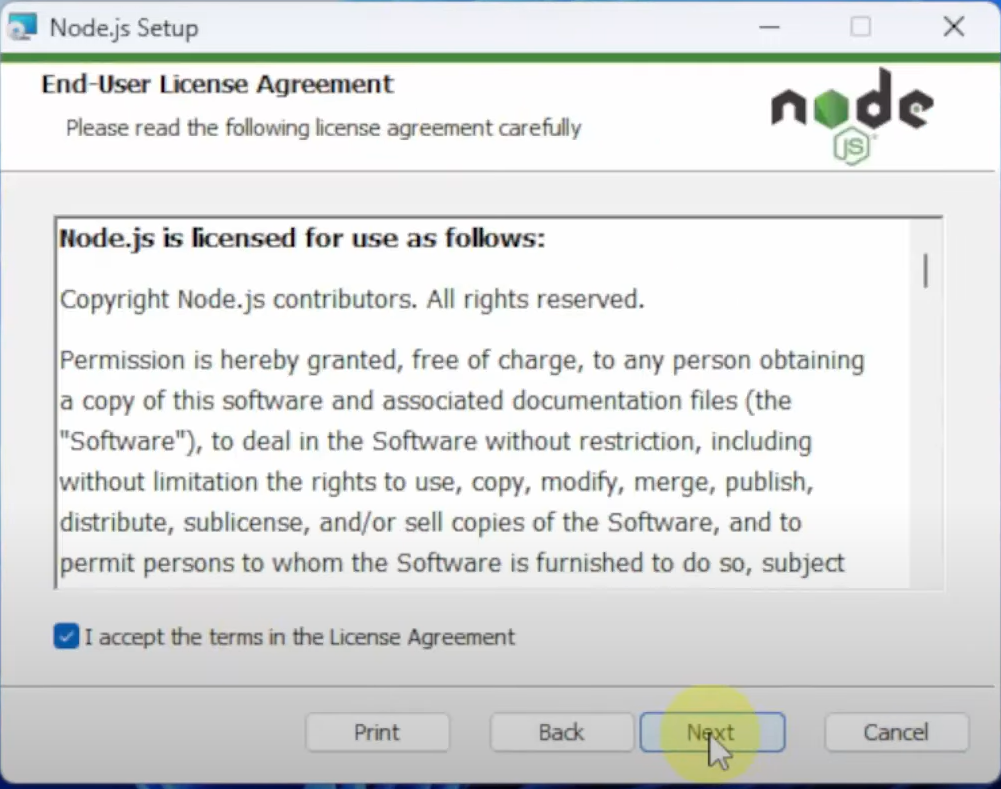 Node.js Setup
End-User License Agreement
Please read the following license agreement carefully
node
JS
Node.js is licensed for use as follows:
Copyright Node.js contributors. All rights reserved.
Permission is hereby granted, free of charge, to any person obtaining
a copy of this software and associated documentation files (the
"Software"), to deal in the Software without restriction, including
without limitation the rights to use, copy, modify, merge, publish,
distribute, sublicense, and/or sell copies of the Software, and to
permit persons to whom the Software is furnished to do so, subject
I accept the terms in the License Agreement
Print Back Next Cancel